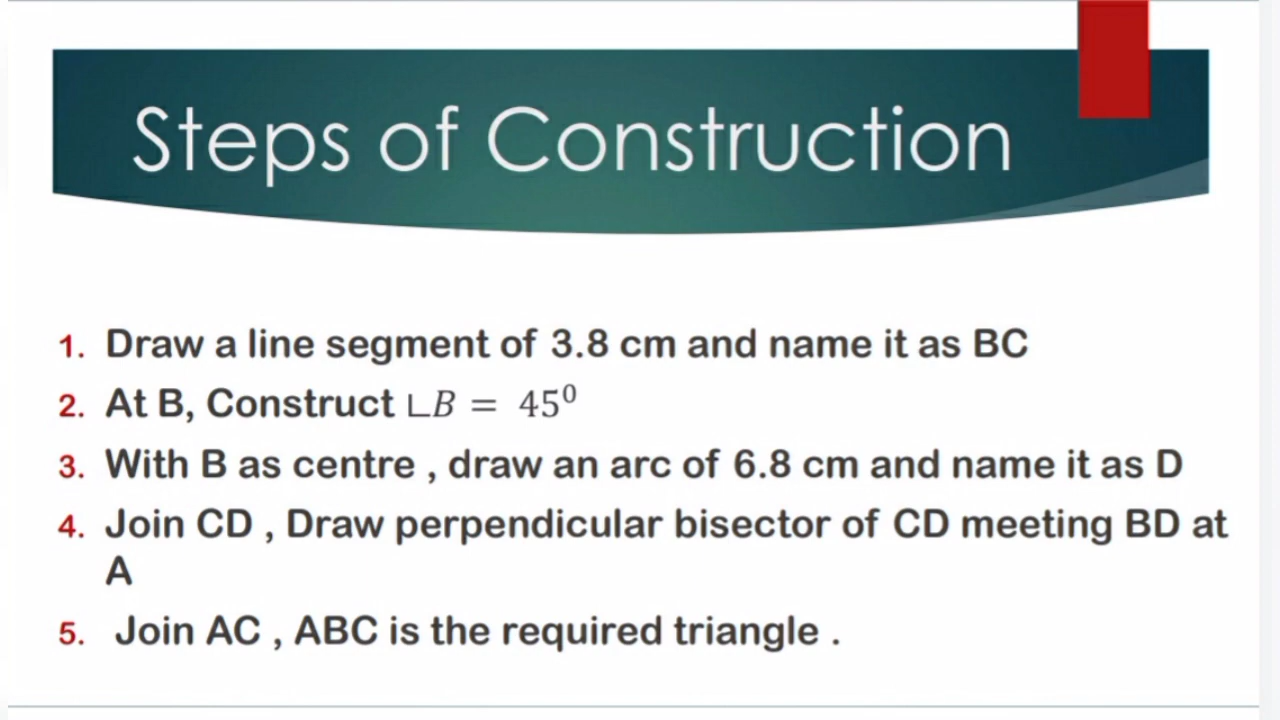 Steps of Construction
1. Draw a line segment of 3.8 cm and name it as BC
2. At B, Construct ∟B = 45⁰
3. With B as centre , draw an arc of 6.8 cm and name it as D
4. Join CD , Draw perpendicular bisector of CD meeting BD at
A
5. Join AC , ABC is the required triangle .